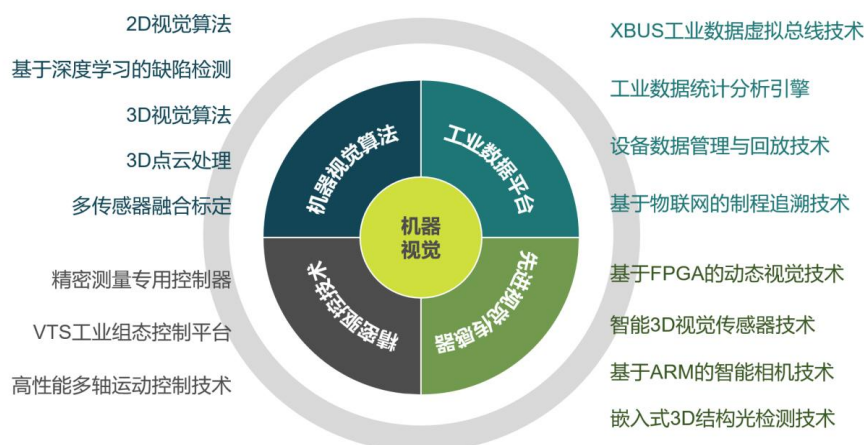 2D视觉算法
基于深度学习的缺陷检测
3D视觉算法
3D点云处理
多传感器融合标定
精密测量专用控制器
VTS工业组态控制平台
高性能多轴运动控制技术
机器视觉算法
工业数据平台
机器
视觉
精密驱控技术
先进视觉传感器
XBUS工业数据虚拟总线技术
工业数据统计分析引擎
设备数据管理与回放技术
基于物联网的制程追溯技术
基于FPGA的动态视觉技术
智能3D视觉传感器技术
基于ARM的智能相机技术
嵌入式3D结构光检测技术